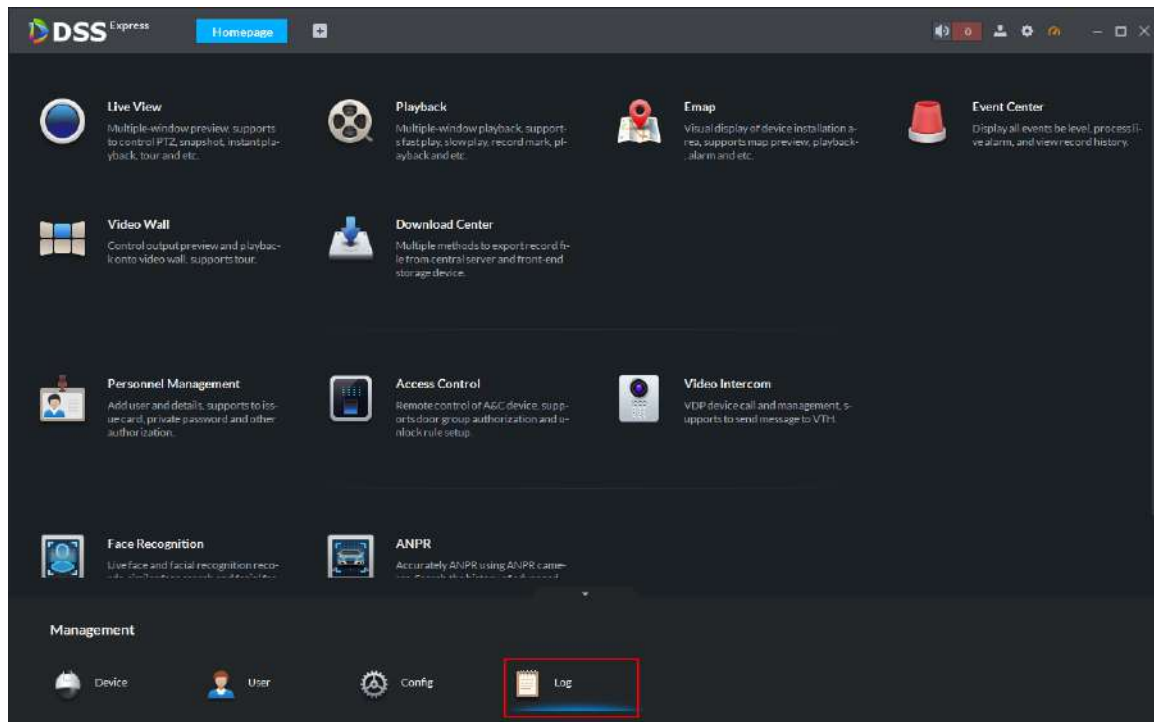 DSS Express
Homepage
0
Live View
Multiple-window preview, supports
to control PTZ, snapshot, instant pla-
yback, tour and etc.
Playback
Multiple-window playback, support-
s fast play, slow play, record mark, pl-
ayback and etc.
Emap
Visual display of device installation a-
rea, supports map preview, playback-
, alarm and etc.
Event Center
Display all events be level, process li-
ve alarm, and view record history.
Video Wall
Control output preview and playbac-
k onto video wall, supports tour.
Download Center
Multiple methods to export record fi-
le from central server and front-end
storage device.
Personnel Management
Add user and details, supports to iss-
ue card, private password and other
authorization.
Access Control
Remote control of A&C device, supp-
orts door group authorization and u-
nlock rule setup.
Video Intercom
VDP device call and management, s-
upports to send message to VTH.
Face Recognition
Live face and facial recognition reco-
ANPR
Accurately ANPR using ANPR came-
Management
Device
User
Config
Log